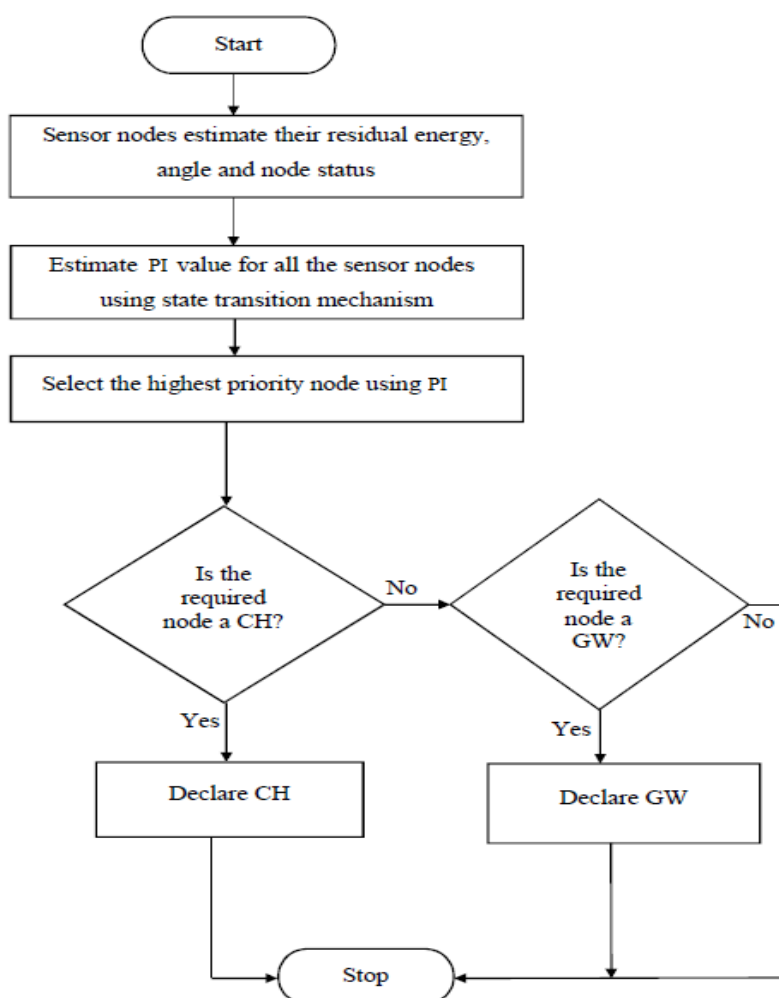 Start
Sensor nodes estimate their residual energy,
angle and node status
Estimate PI value for all the sensor nodes
using state transition mechanism
Select the highest priority node using PI
Is the
required
node a CH?
No
Is the
required
node a
GW?
No
Yes
Yes
Declare CH
Declare GW
Stop